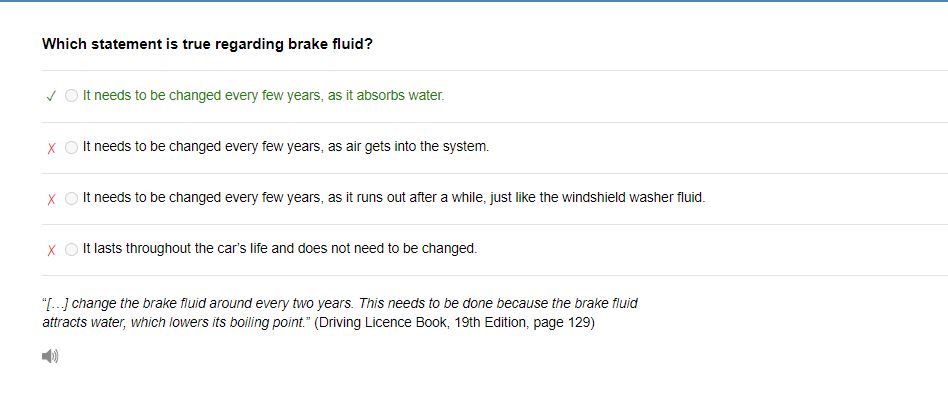 Which statement is true regarding brake fluid?
✓ It needs to be changed every few years, as it absorbs water.
X It needs to be changed every few years, as air gets into the system.
X It needs to be changed every few years, as it runs out after a while, just like the windshield washer fluid.
X It lasts throughout the car's life and does not need to be changed.
"[…] change the brake fluid around every two years. This needs to be done because the brake fluid
attracts water, which lowers its boiling point." (Driving Licence Book, 19th Edition, page 129)